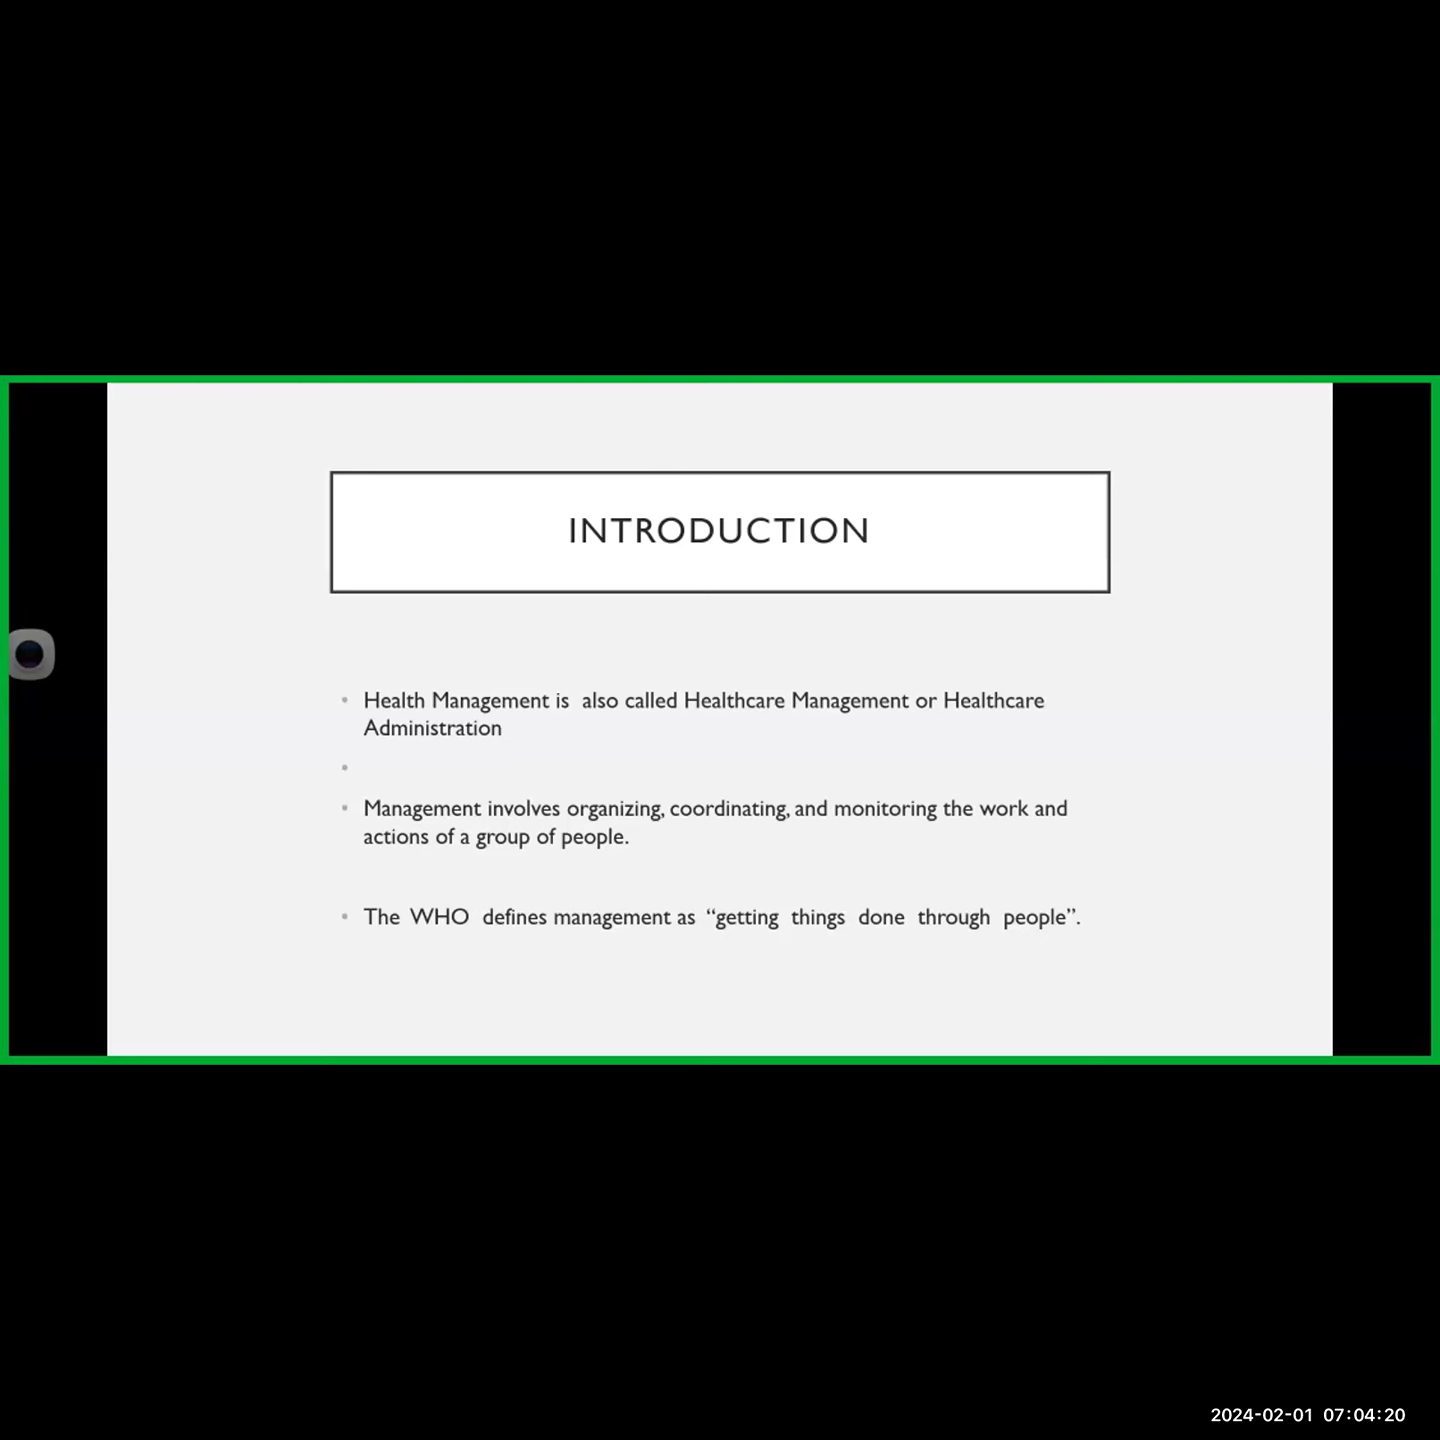 INTRODUCTION
• Health Management is also called Healthcare Management or Healthcare
Administration
•
• Management involves organizing, coordinating, and monitoring the work and
actions of a group of people.
• The WHO defines management as “getting things done through people”.
2024-02-01 07:04:20